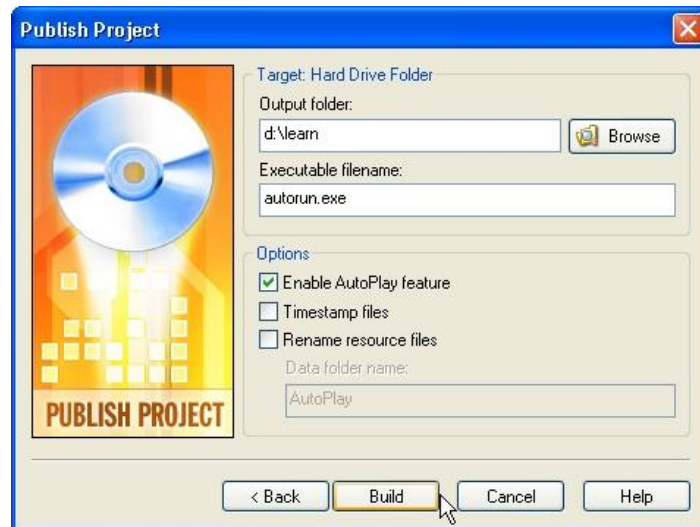 Publish Project
Target: Hard Drive Folder
Output folder:
d:\learn
Browse
Executable filename:
autorun.exe
Options
Enable AutoPlay feature
Timestamp files
Rename resource files
Data folder name:
AutoPlay
PUBLISH PROJECT
< Back
Build
Cancel
Help